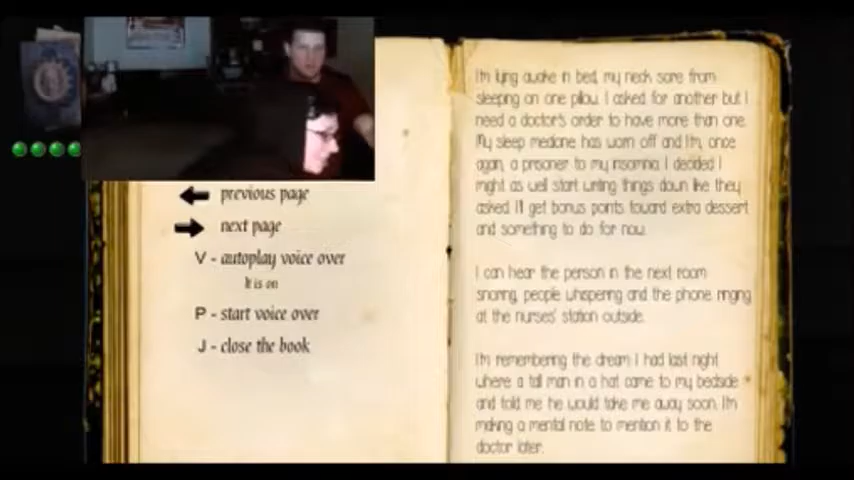 previous page
next page
V - autoplay voice over
It is on
P - start voice over
J - close the book
I'm lying awake in bed, my neck sore from
sleeping on one pillow. I asked for another but I
need a doctor's order to have more than one.
My sleep medicine has worn off and I'm, once
again, a prisoner to my insomnia. I decided I
might as well start writing things down like they
asked. I'll get bonus points toward extra dessert
and something to do for now.
I can hear the person in the next room
snoring, people whispering and the phone ringing
at the nurses' station outside.
I'm remembering the dream I had last night
where a tall man in a hat came to my bedside
and told me he would take me away soon. I'm
making a mental note to mention it to the
doctor later.